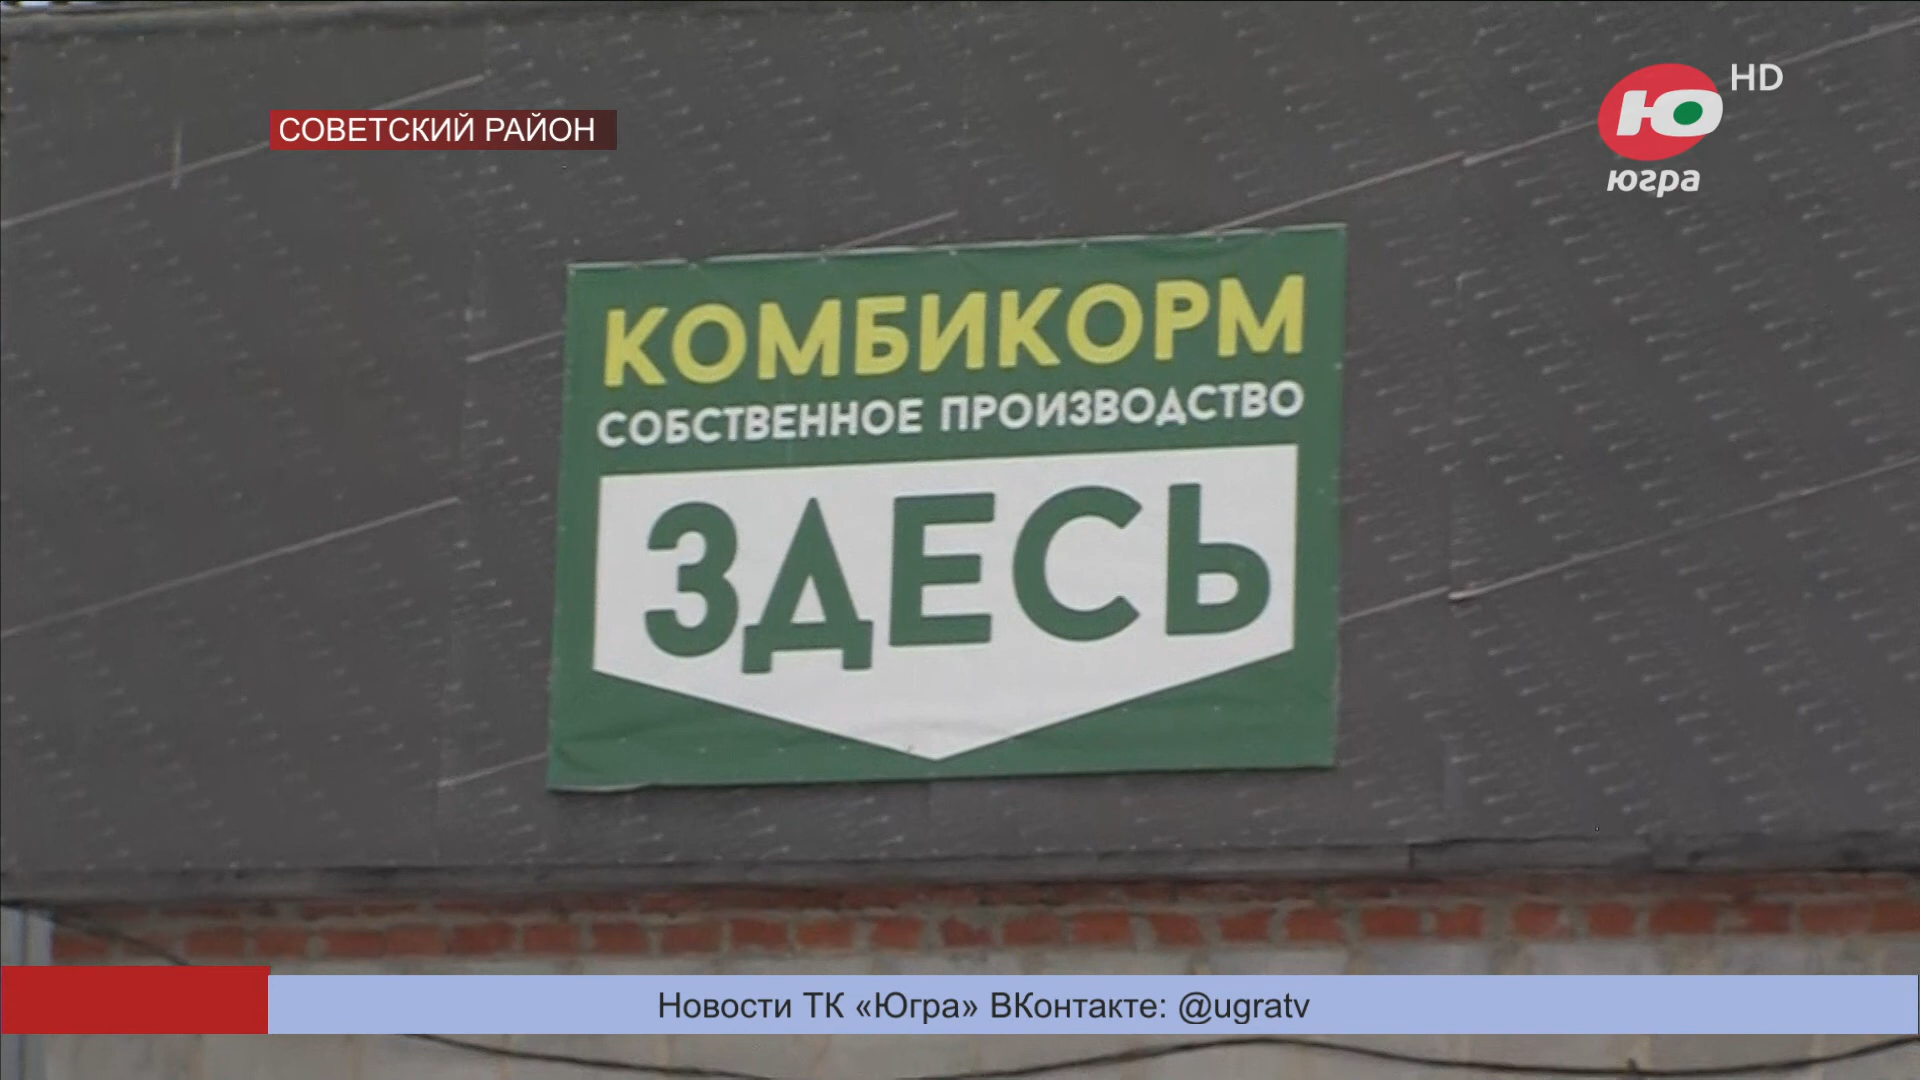 СОВЕТСКИЙ РАЙОН
Ю HD
югра
КОМБИКОРМ
СОБСТВЕННОЕ ПРОИЗВОДСТВО
ЗДЕСЬ
Новости ТК «Югра» ВКонтакте: @ugratv